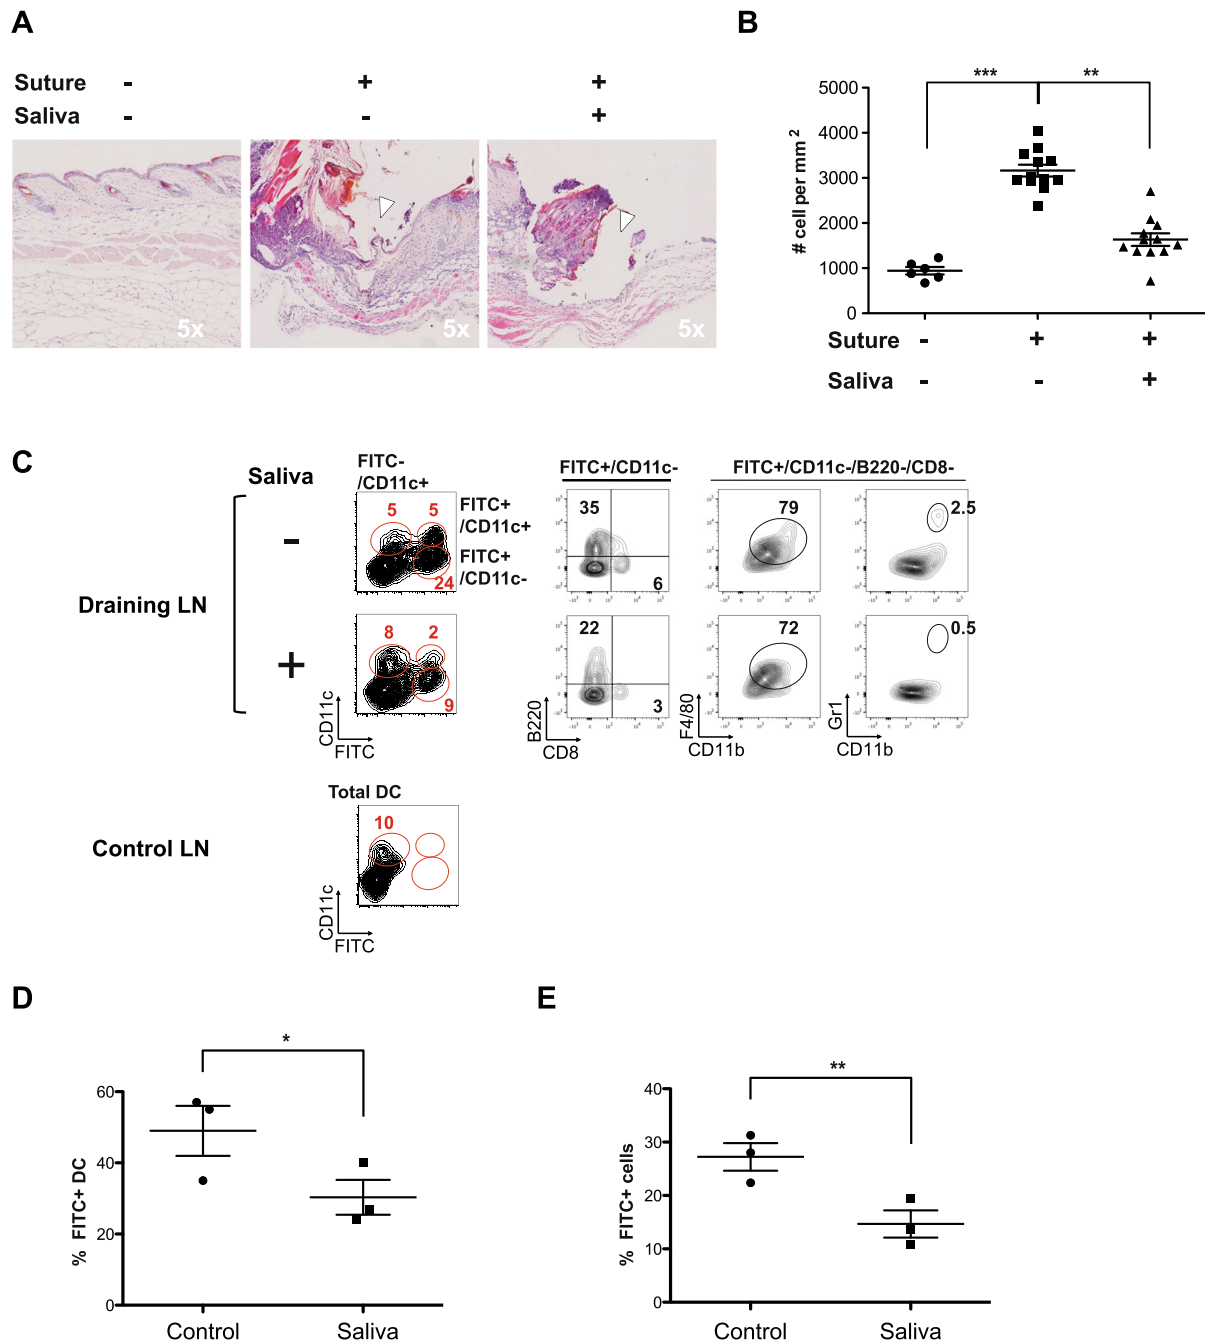 A
Suture - + +
Saliva - - +
5x 5x 5x
B
*** **
# cell per mm 2
5000
4000
3000
2000
1000
0
Suture - + +
Saliva - - +
C
Saliva
FITC-
/CD11c+
FITC+
/CD11c+
FITC+
/CD11c-
FITC+/CD11c-
FITC+/CD11c-/B220-/CD8-
Draining LN
-
5 5
24
35
6
79
2.5
+
8 2
9
22
3
72
0.5
CD11c
FITC
B220
CD8
F4/80
CD11b
Gr1
CD11b
Total DC
Control LN
10
CD11c
FITC
D
*
% FITC+ DC
60
40
20
0
Control Saliva
E
**
% FITC+ cells
40
30
20
10
0
Control Saliva